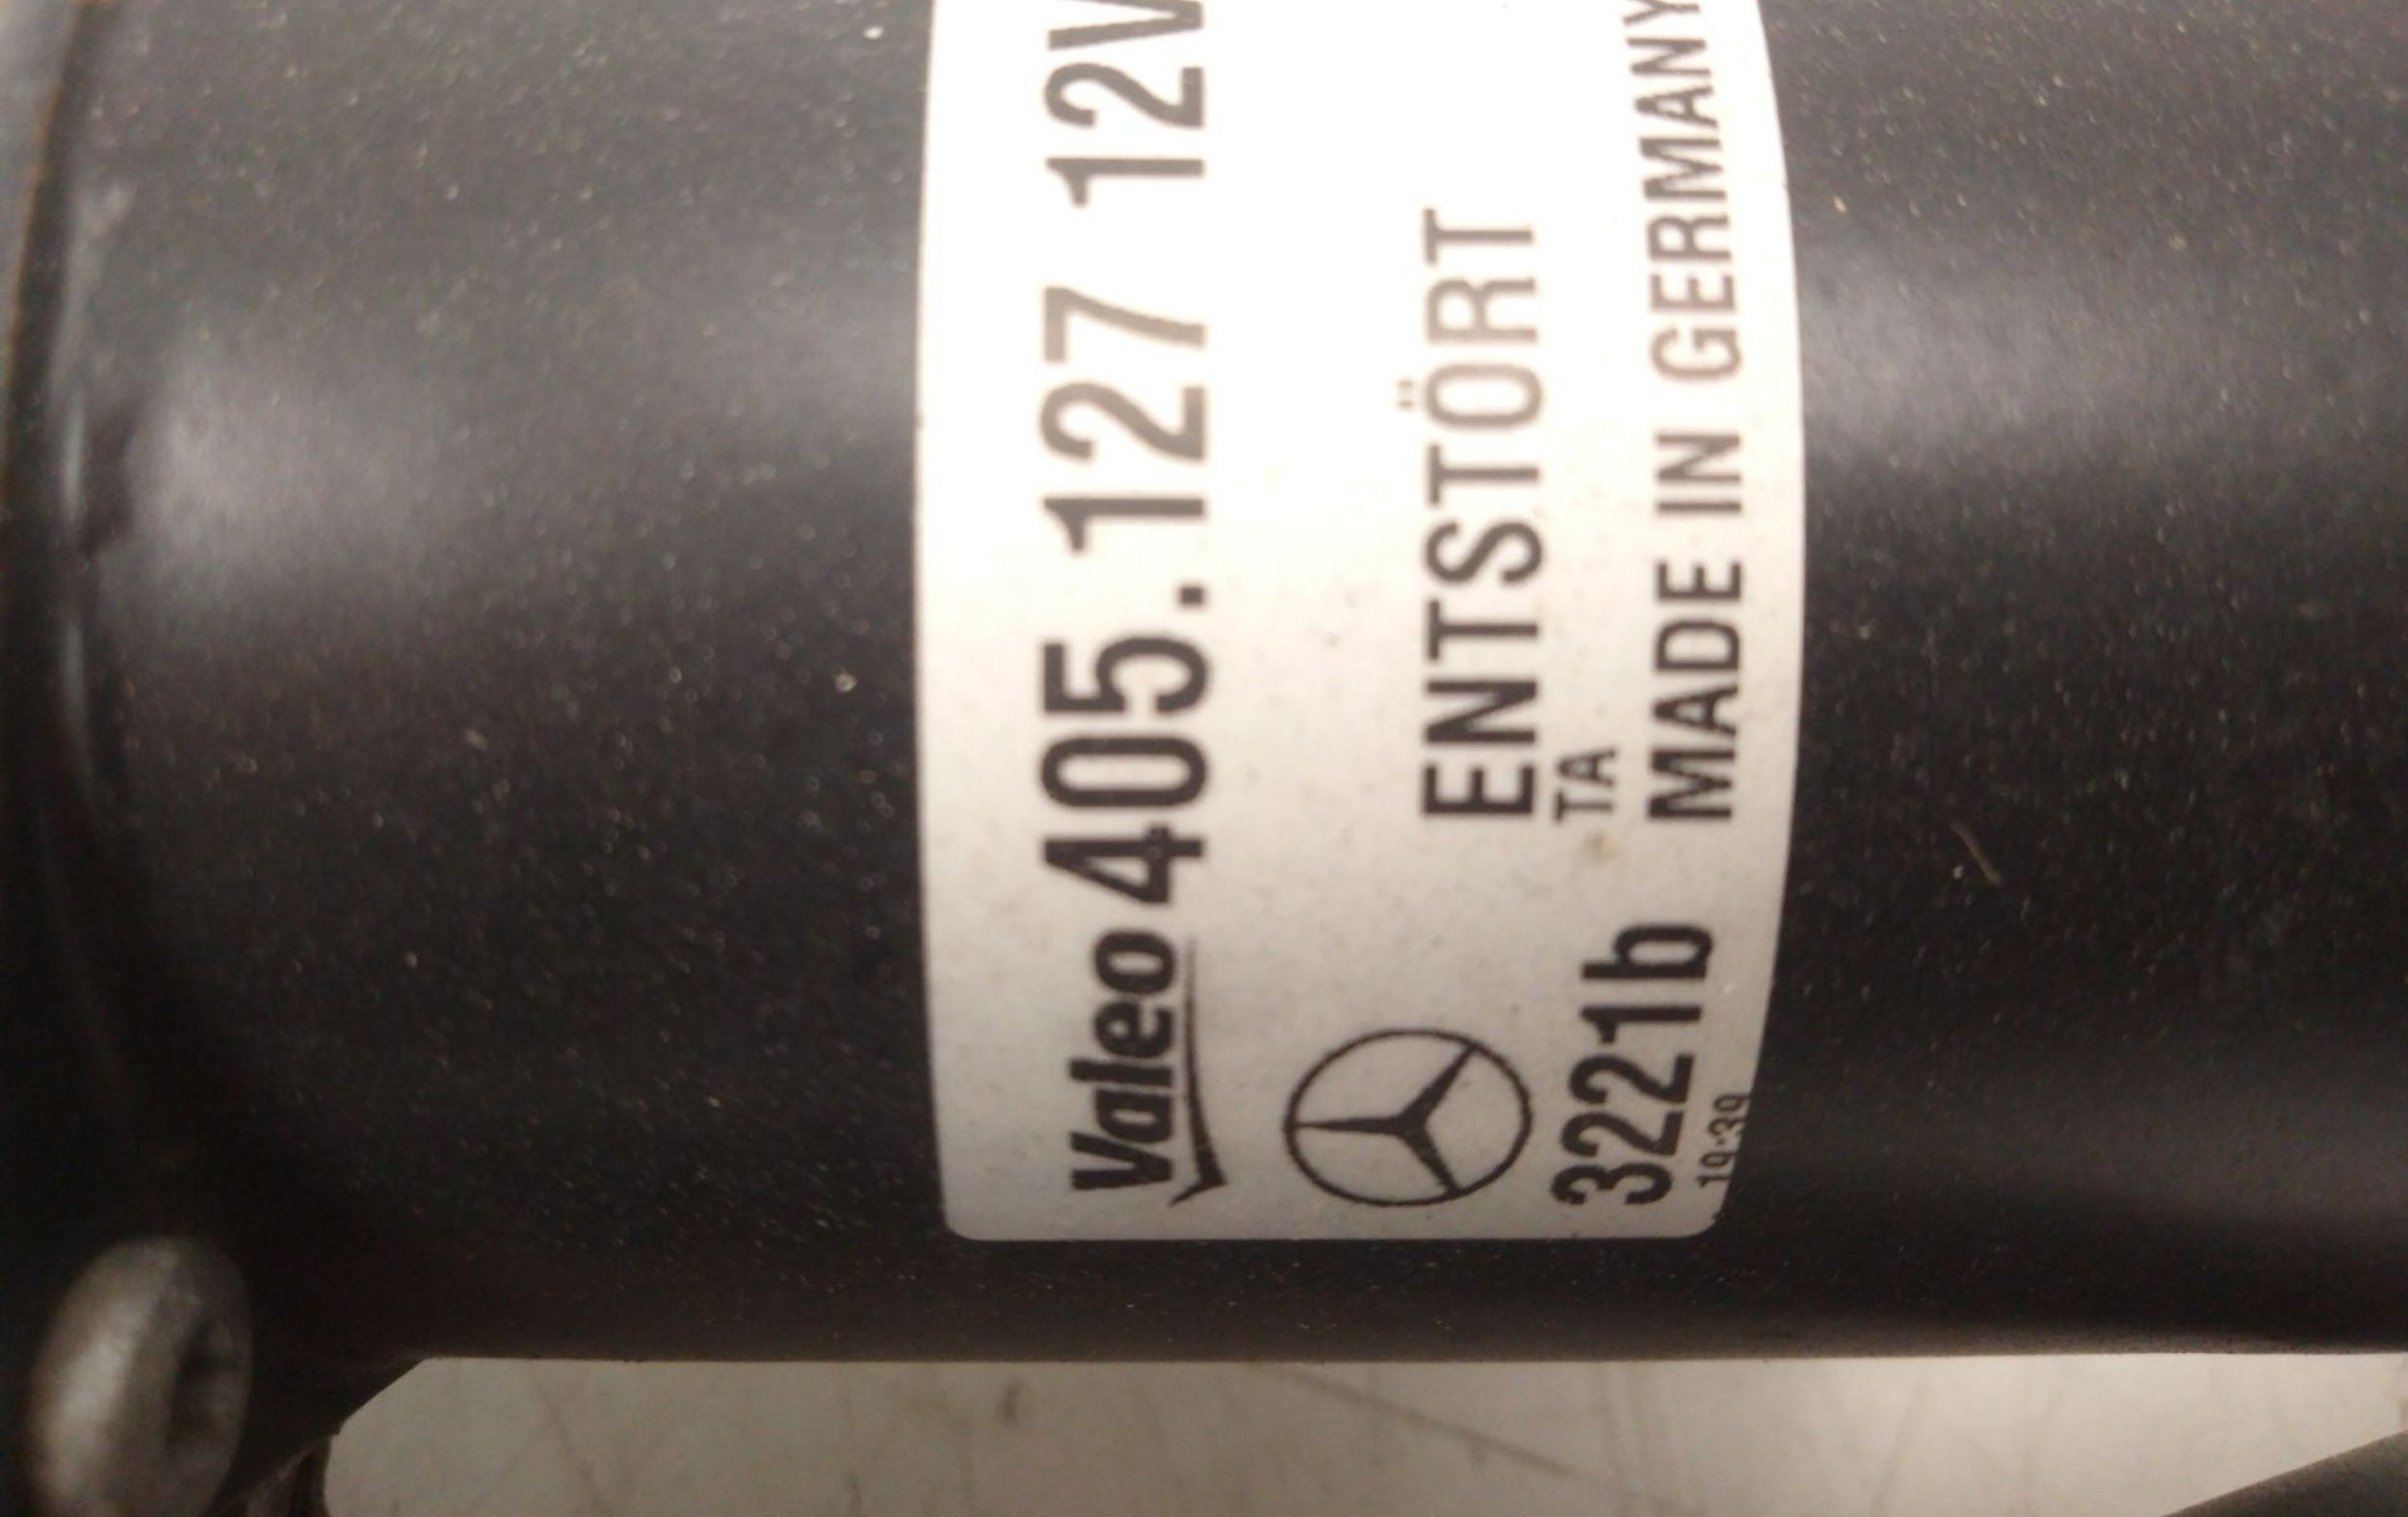 Valeo 405.127 12V
ENTSTÖRT
TA
3221b MADE IN GERMANY
19:39